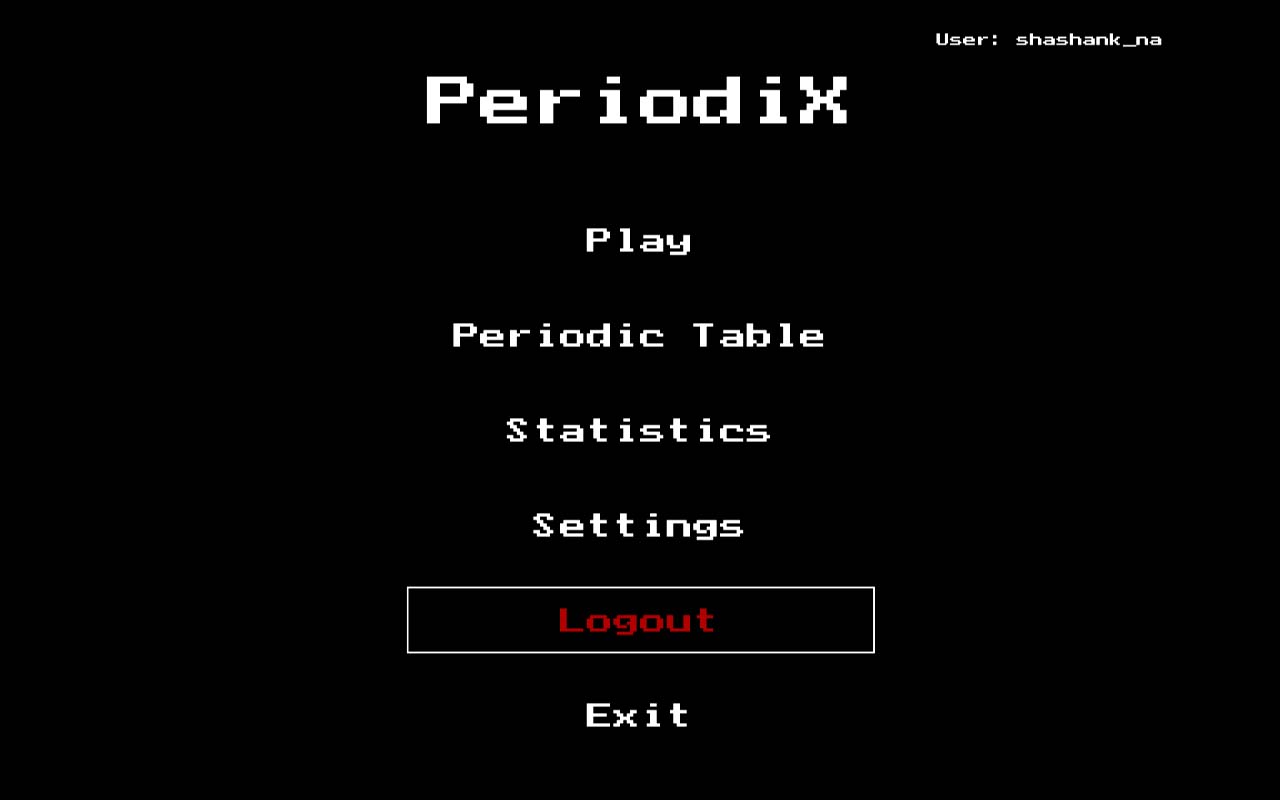 User: shashank_na
PeriodiX
Play
Periodic Table
Statistics
Settings
Logout
Exit